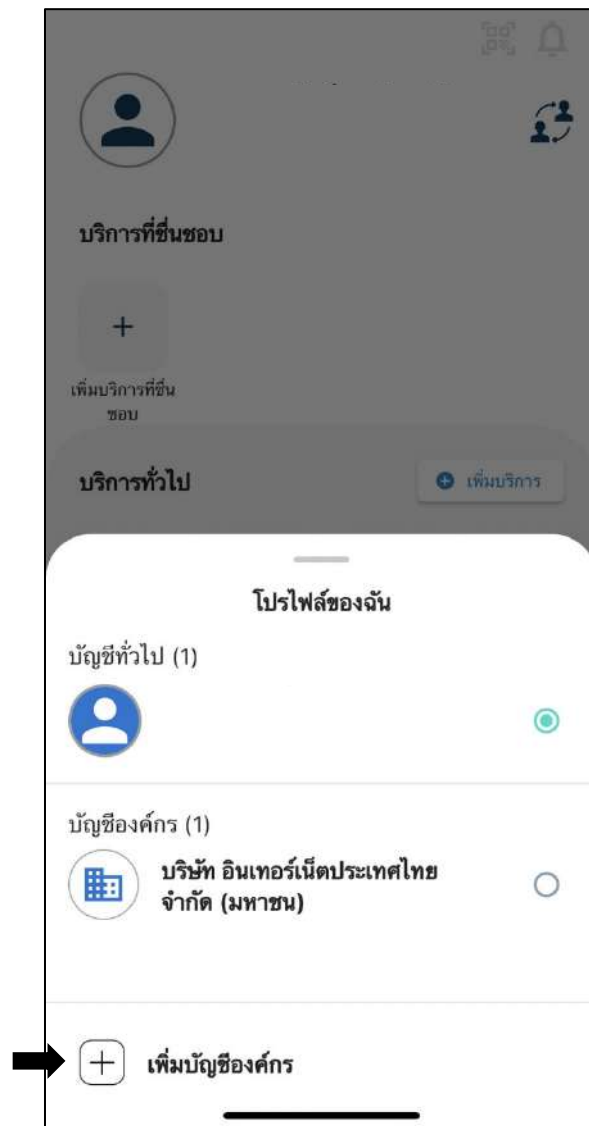 บริการที่ชื่นชอบ
เพิ่มบริการที่ชื่น
ชอบ
บริการทั่วไป
เพิ่มบริการ
โปรไฟล์ของฉัน
บัญชีทั่วไป (1)
บัญชีองค์กร (1)
บริษัท อินเทอร์เน็ตประเทศไทย
จำกัด (มหาชน)
เพิ่มบัญชีองค์กร